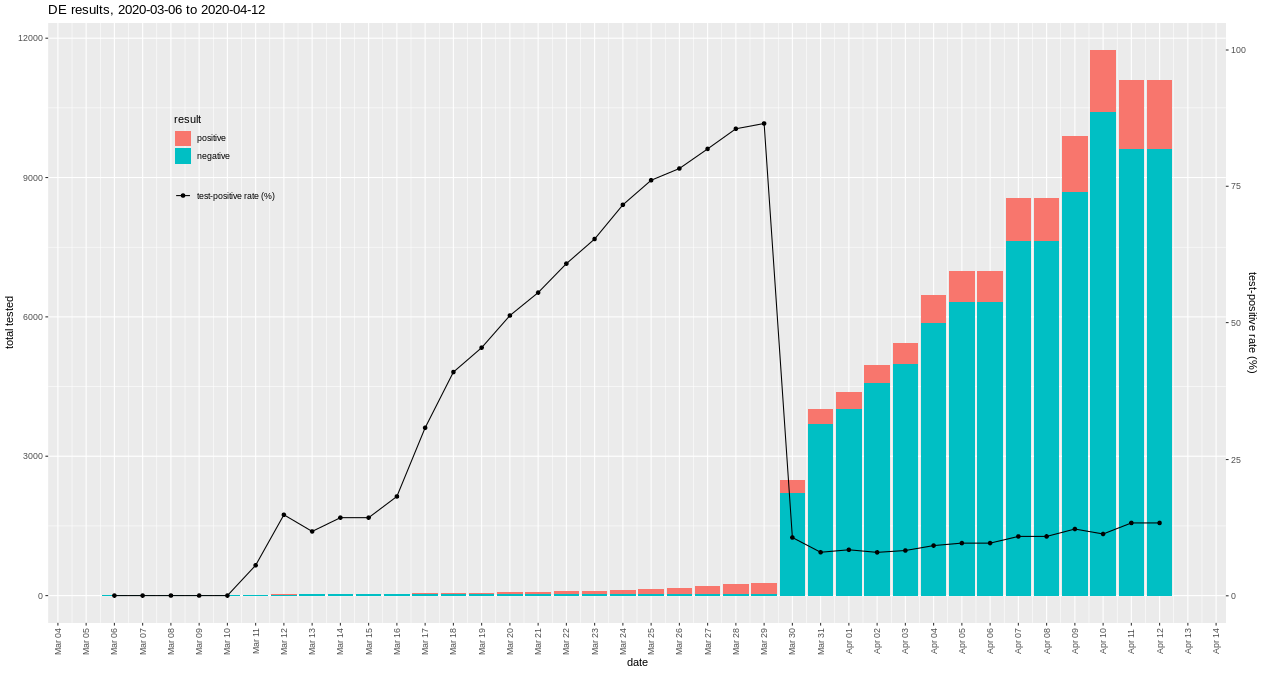 DE results, 2020-03-06 to 2020-04-12
12000
9000
6000
3000
0
total tested
result
positive
negative
test-positive rate (%)
100
75
50
25
0
test-positive rate (%)
Mar 04
Mar 05
Mar 06
Mar 07
Mar 08
Mar 09
Mar 10
Mar 11
Mar 12
Mar 13
Mar 14
Mar 15
Mar 16
Mar 17
Mar 18
Mar 19
Mar 20
Mar 21
Mar 22
Mar 23
Mar 24
Mar 25
Mar 26
Mar 27
Mar 28
Mar 29
Mar 30
Mar 31
Apr 01
Apr 02
Apr 03
Apr 04
Apr 05
Apr 06
Apr 07
Apr 08
Apr 09
Apr 10
Apr 11
Apr 12
Apr 13
Apr 14
date